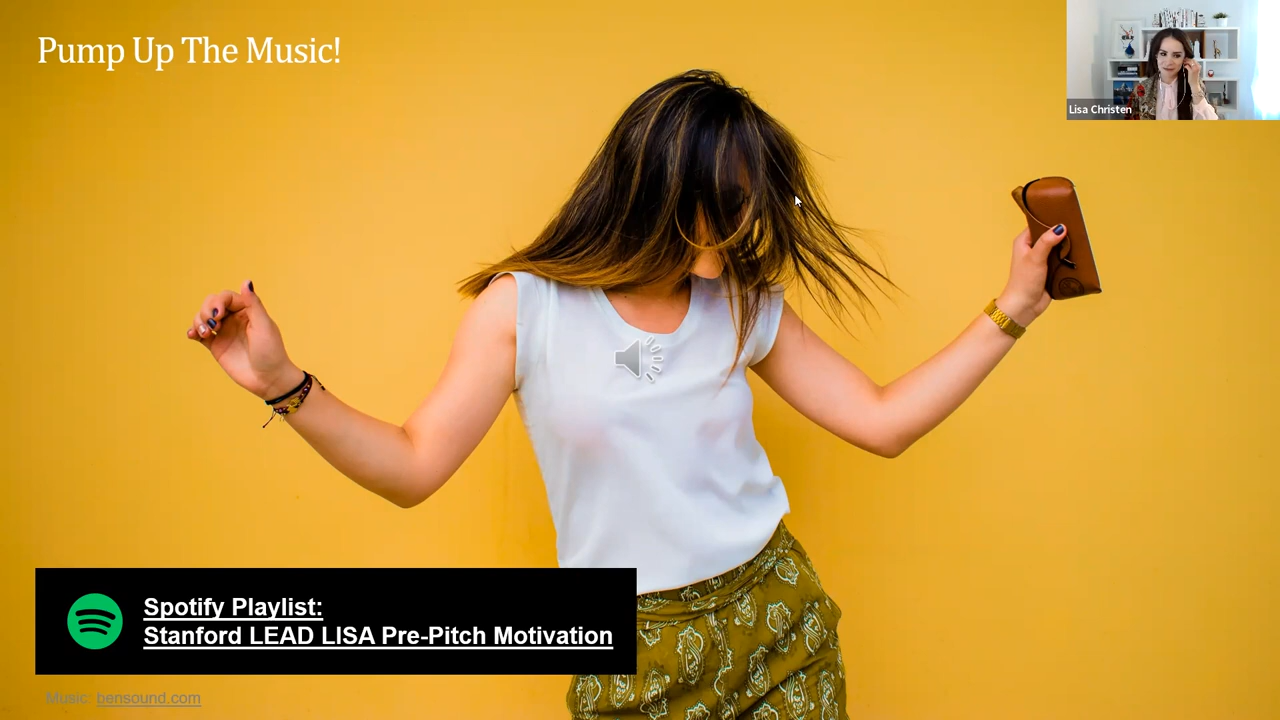 Pump Up The Music!
Lisa Christen
Spotify Playlist:
Stanford LEAD LISA Pre-Pitch Motivation
Music: bensound.com